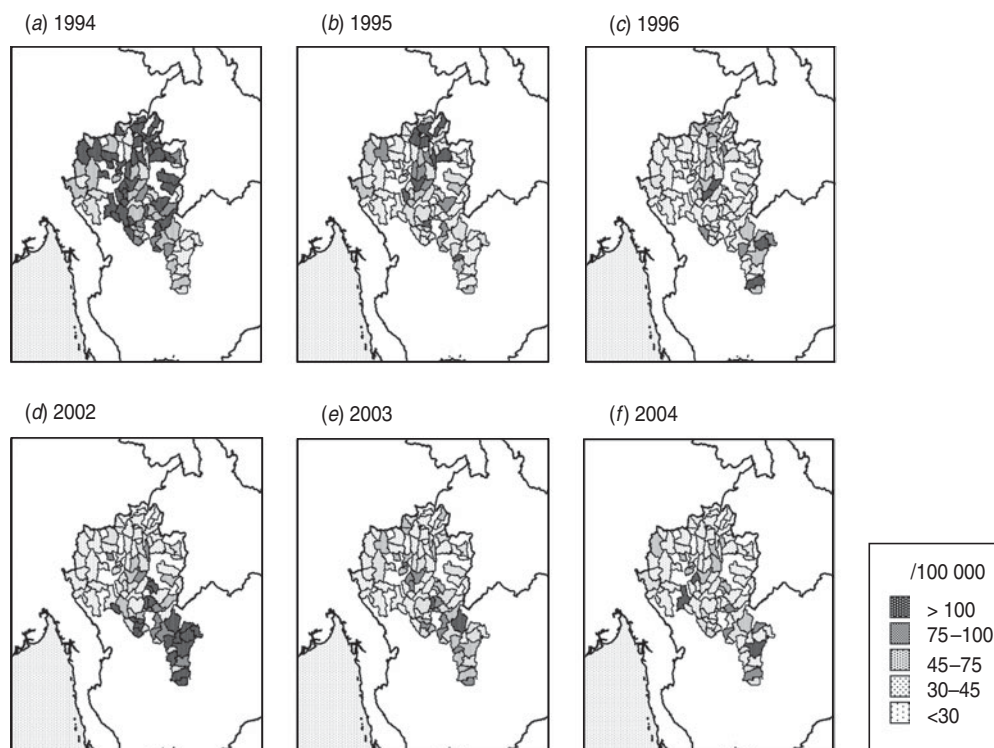 (a) 1994
(b) 1995
(c) 1996
(d) 2002
(e) 2003
(f) 2004
/100 000
> 100
75–100
45–75
30–45
<30